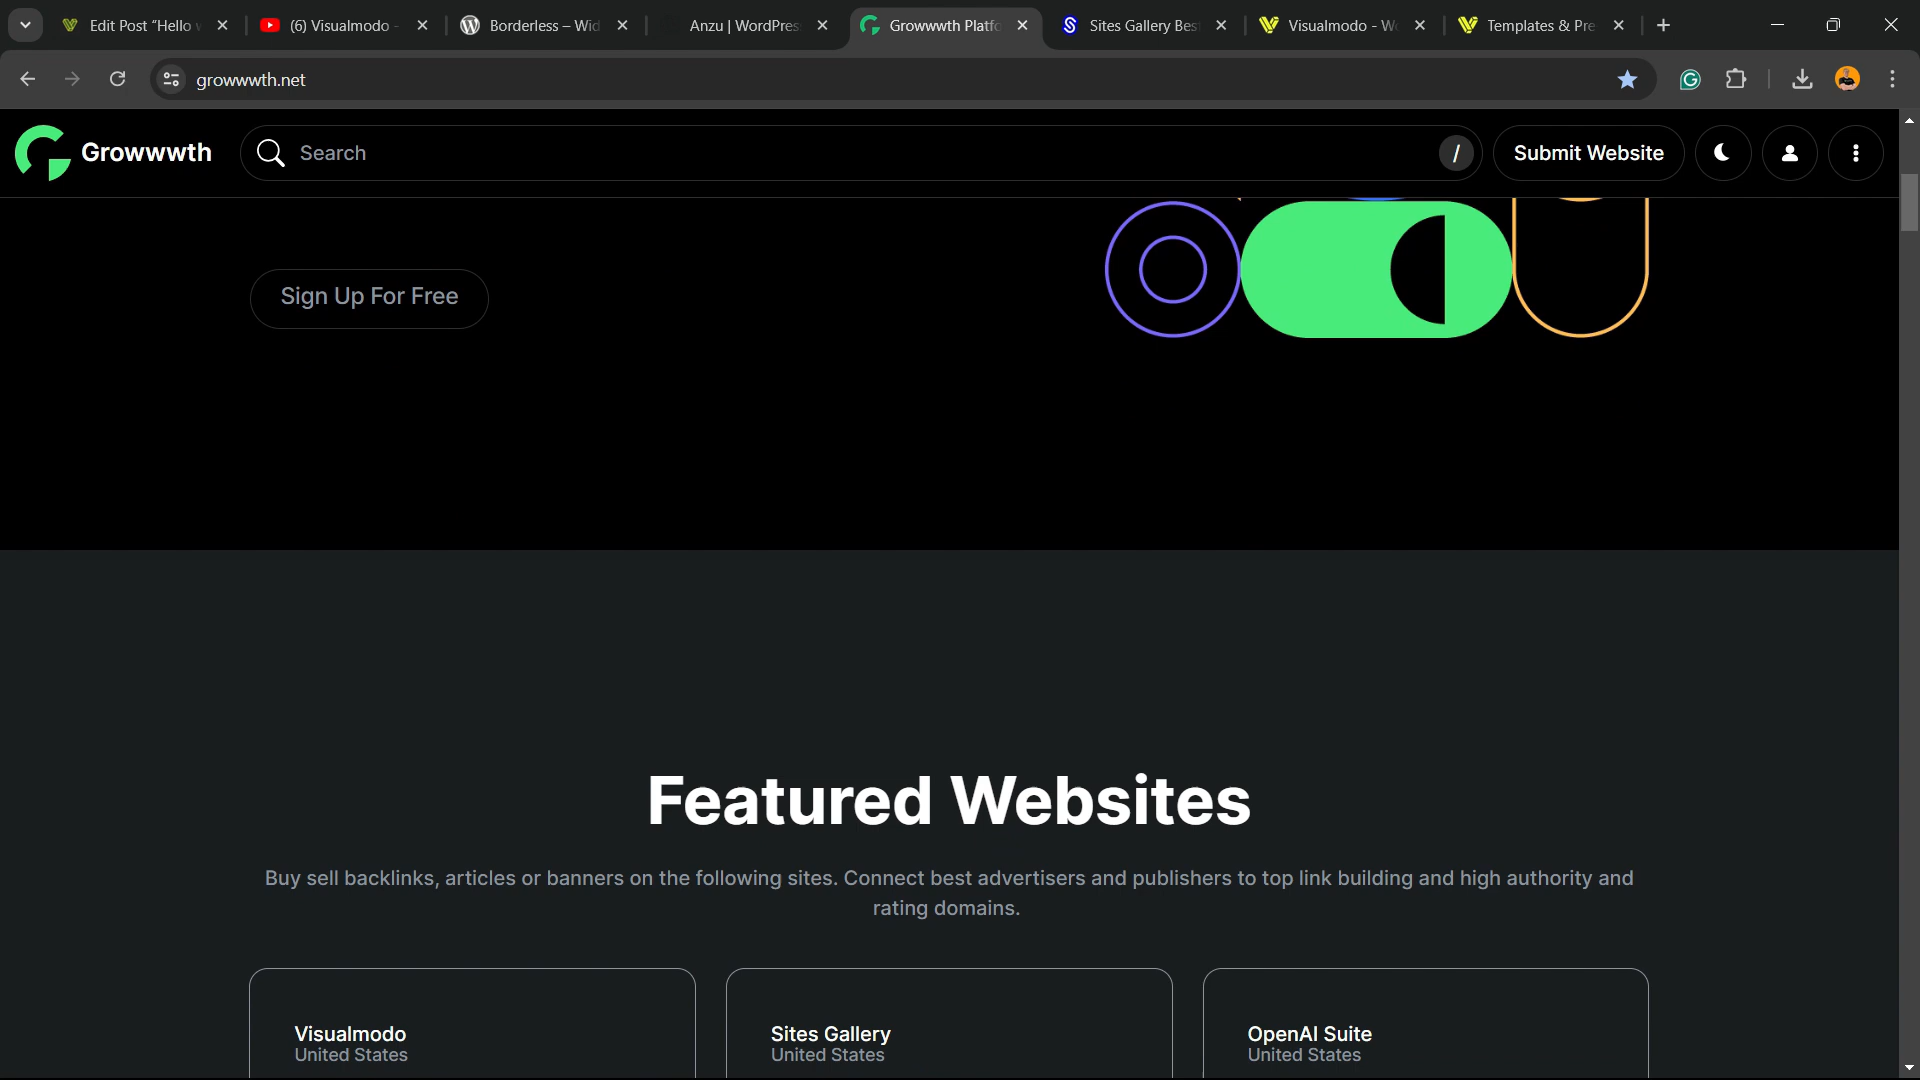 Edit Post “Hello w
(6) Visualmodo -
Borderless – Wid
Anzu | WordPress
Growwwth Platfo
Sites Gallery Bes
Visualmodo - Wo
Templates & Pre
growwwth.net
Growwwth
Search
/
Submit Website
Sign Up For Free
Featured Websites
Buy sell backlinks, articles or banners on the following sites. Connect best advertisers and publishers to top link building and high authority and
rating domains.
Visualmodo
United States
Sites Gallery
United States
OpenAI Suite
United States